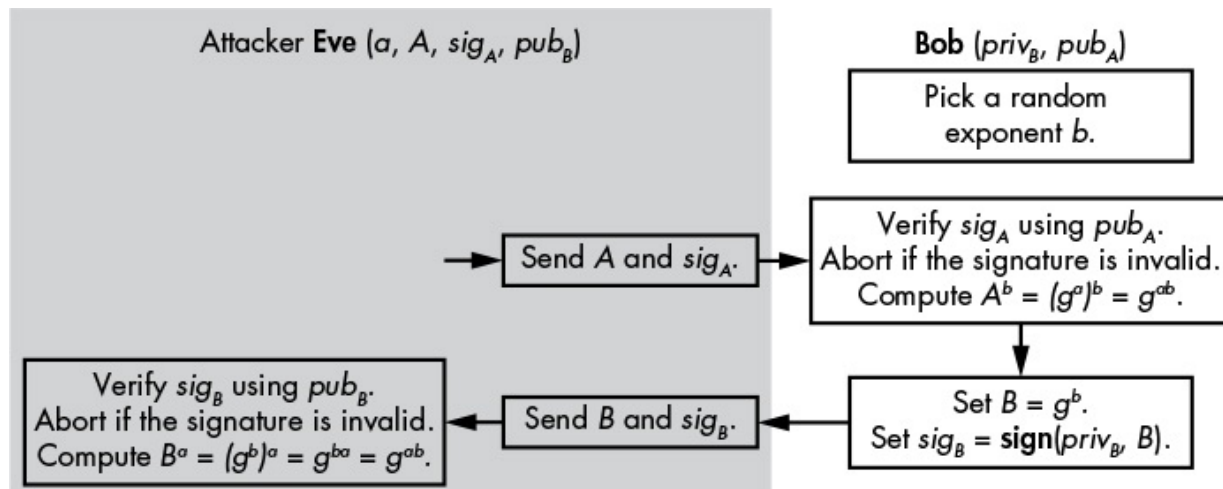 Attacker Eve (a, A, sig_A, pub_B)
Bob (priv_B, pub_A)
Pick a random
exponent b.
Send A and sig_A.
Verify sig_A using pub_A.
Abort if the signature is invalid.
Compute A^b = (g^a)^b = g^ab.
Set B = g^b.
Set sig_B = sign(priv_B, B).
Send B and sig_B.
Verify sig_B using pub_B.
Abort if the signature is invalid.
Compute B^a = (g^b)^a = g^ba = g^ab.